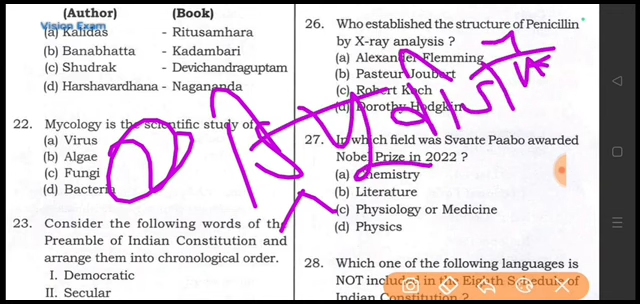 (Author) (Book)
Vision Exam
(a) Kalidas - Ritusamhara
(b) Banabhatta - Kadambari
(c) Shudrak - Devichandraguptam
(d) Harshavardhana - Nagananda
22. Mycology is the scientific study of
(a) Virus
(b) Algae
(c) Fungi
(d) Bacteria
23. Consider the following words of the
Preamble of Indian Constitution and
arrange them into chronological order.
I. Democratic
II. Secular
26. Who established the structure of Penicillin
by X-ray analysis ?
(a) Alexander Flemming
(b) Pasteur Joubert
(c) Robert Koch
(d) Dorothy Hodgkin
27. In which field was Svante Paabo awarded
Nobel Prize in 2022 ?
(a) Chemistry
(b) Literature
(c) Physiology or Medicine
(d) Physics
28. Which one of the following languages is
NOT included in the Eighth Schedule of
Indian Constitution ?